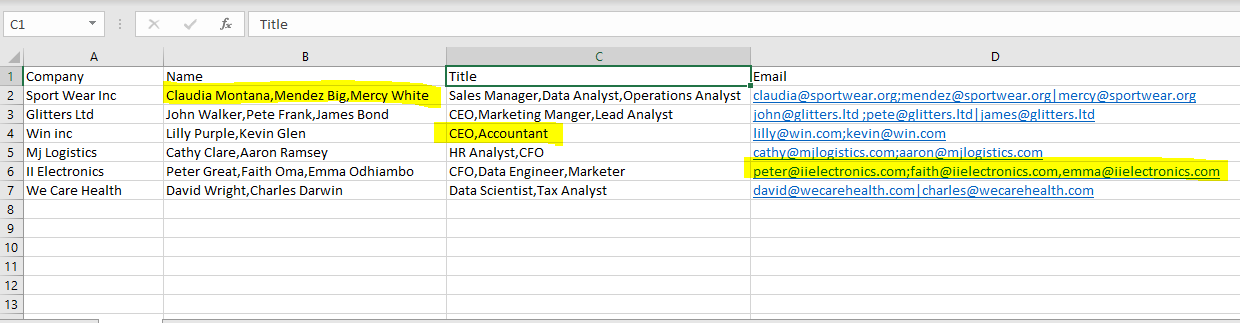 C1 fx Title
A B C D
1 Company Name Title Email
2 Sport Wear Inc Claudia Montana,Mendez Big,Mercy White Sales Manager,Data Analyst,Operations Analyst claudia@sportwear.org;mendez@sportwear.org|mercy@sportwear.org
3 Glitters Ltd John Walker,Pete Frank,James Bond CEO,Marketing Manger,Lead Analyst john@glitters.ltd ;pete@glitters.ltd|james@glitters.ltd
4 Win inc Lilly Purple,Kevin Glen CEO,Accountant lilly@win.com;kevin@win.com
5 Mj Logistics Cathy Clare,Aaron Ramsey HR Analyst,CFO cathy@mjlogistics.com;aaron@mjlogistics.com
6 II Electronics Peter Great,Faith Oma,Emma Odhiambo CFO,Data Engineer,Marketer peter@iielectronics.com;faith@iielectronics.com,emma@iielectronics.com
7 We Care Health David Wright,Charles Darwin Data Scientist,Tax Analyst david@wecarehealth.com|charles@wecarehealth.com
8
9
10
11
12
13